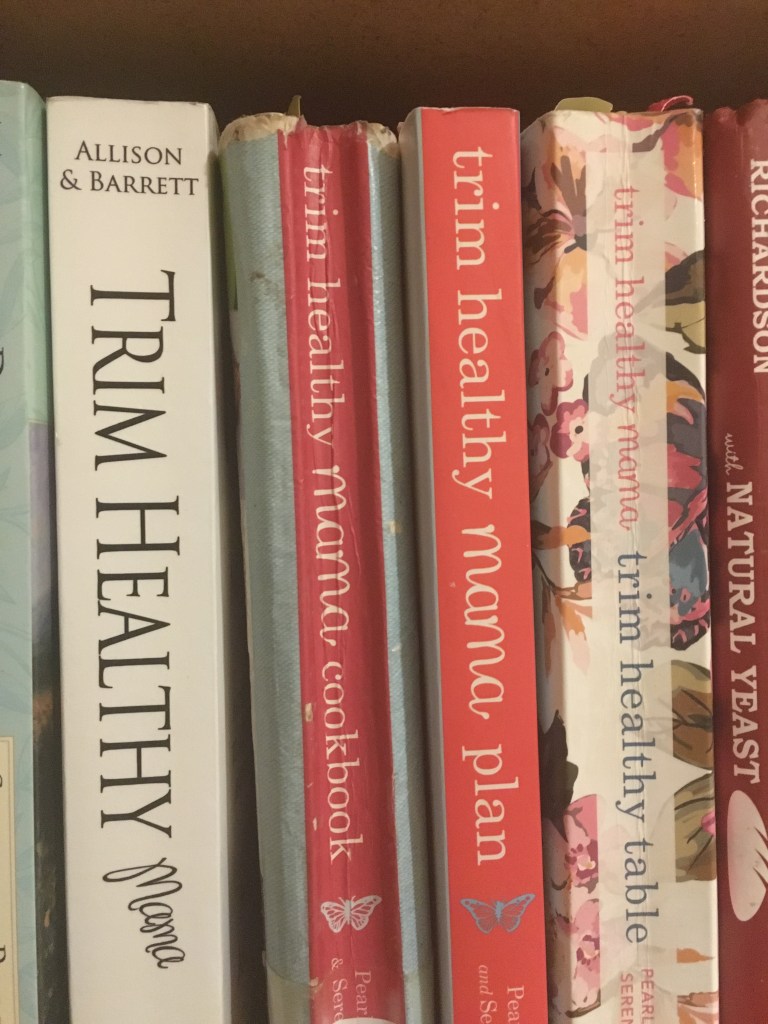 ALLISON
& BARRETT
TRIM HEALTHY Mama
trim healthy mama cookbook
trim healthy mama plan
and
trim healthy mama trim healthy table
RICHARDSON
with NATURAL YEAST